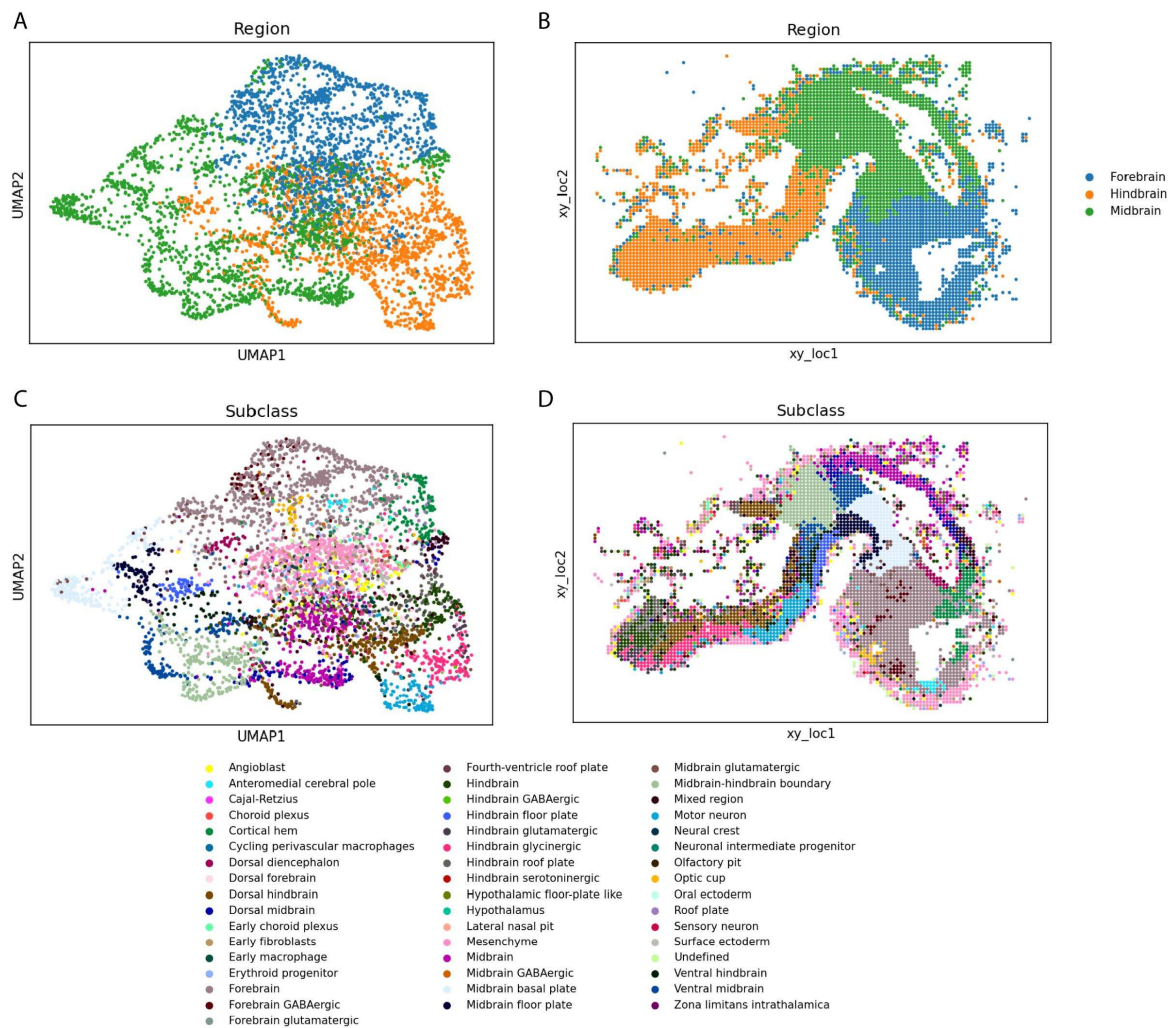 A
Region
UMAP2
UMAP1
B
Region
xy_loc2
xy_loc1
Forebrain
Hindbrain
Midbrain
C
Subclass
UMAP2
UMAP1
D
Subclass
xy_loc2
xy_loc1
Angioblast
Anteromedial cerebral pole
Cajal-Retzius
Choroid plexus
Cortical hem
Cycling perivascular macrophages
Dorsal diencephalon
Dorsal forebrain
Dorsal hindbrain
Dorsal midbrain
Early choroid plexus
Early fibroblasts
Early macrophage
Erythroid progenitor
Forebrain
Forebrain GABAergic
Forebrain glutamatergic
Fourth-ventricle roof plate
Hindbrain
Hindbrain GABAergic
Hindbrain floor plate
Hindbrain glutamatergic
Hindbrain glycinergic
Hindbrain roof plate
Hindbrain serotoninergic
Hypothalamic floor-plate like
Hypothalamus
Lateral nasal pit
Mesenchyme
Midbrain
Midbrain GABAergic
Midbrain basal plate
Midbrain floor plate
Midbrain glutamatergic
Midbrain-hindbrain boundary
Mixed region
Motor neuron
Neural crest
Neuronal intermediate progenitor
Olfactory pit
Optic cup
Oral ectoderm
Roof plate
Sensory neuron
Surface ectoderm
Undefined
Ventral hindbrain
Ventral midbrain
Zona limitans intrathalamica